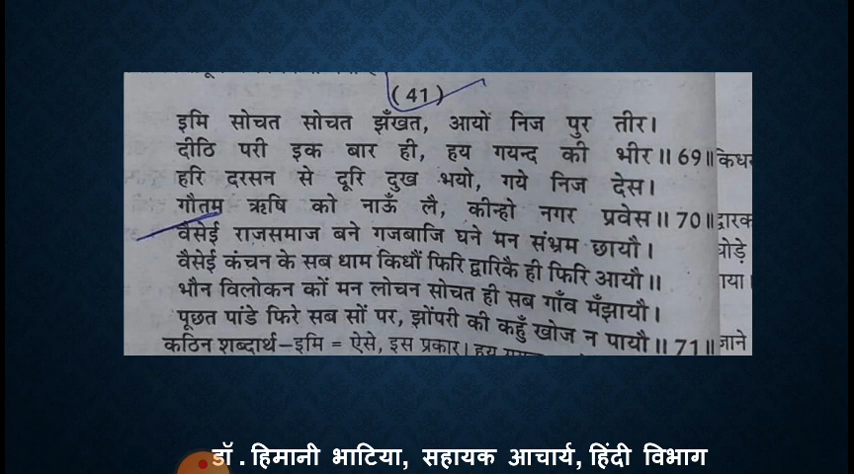 (41)
इमि सोचत सोचत झँखत, आयों निज पुर तीर।
दीठि परी इक बार ही, हय गयन्द की भीर॥ 69॥
हरि दरसन से दूरि दुख भयो, गये निज देस।
गौतम ऋषि को नाऊँ लै, कीन्हो नगर प्रवेस॥ 70॥
वैसेई राजसमाज बने गजबाजि घने मन संभ्रम छायौ।
वैसेई कंचन के सब धाम किधौं फिरि द्वारिकै ही फिरि आयौ॥
भौन विलोकन कों मन लोचन सोचत ही सब गाँव मँझायौ।
पूछत पांडे फिरे सब सों पर, झोंपरी की कहुँ खोज न पायौ॥ 71॥
कठिन शब्दार्थ–इमि = ऐसे, इस प्रकार। हय
घोड़े
गया।
जाने
डॉ . हिमानी भाटिया, सहायक आचार्य, हिंदी विभाग